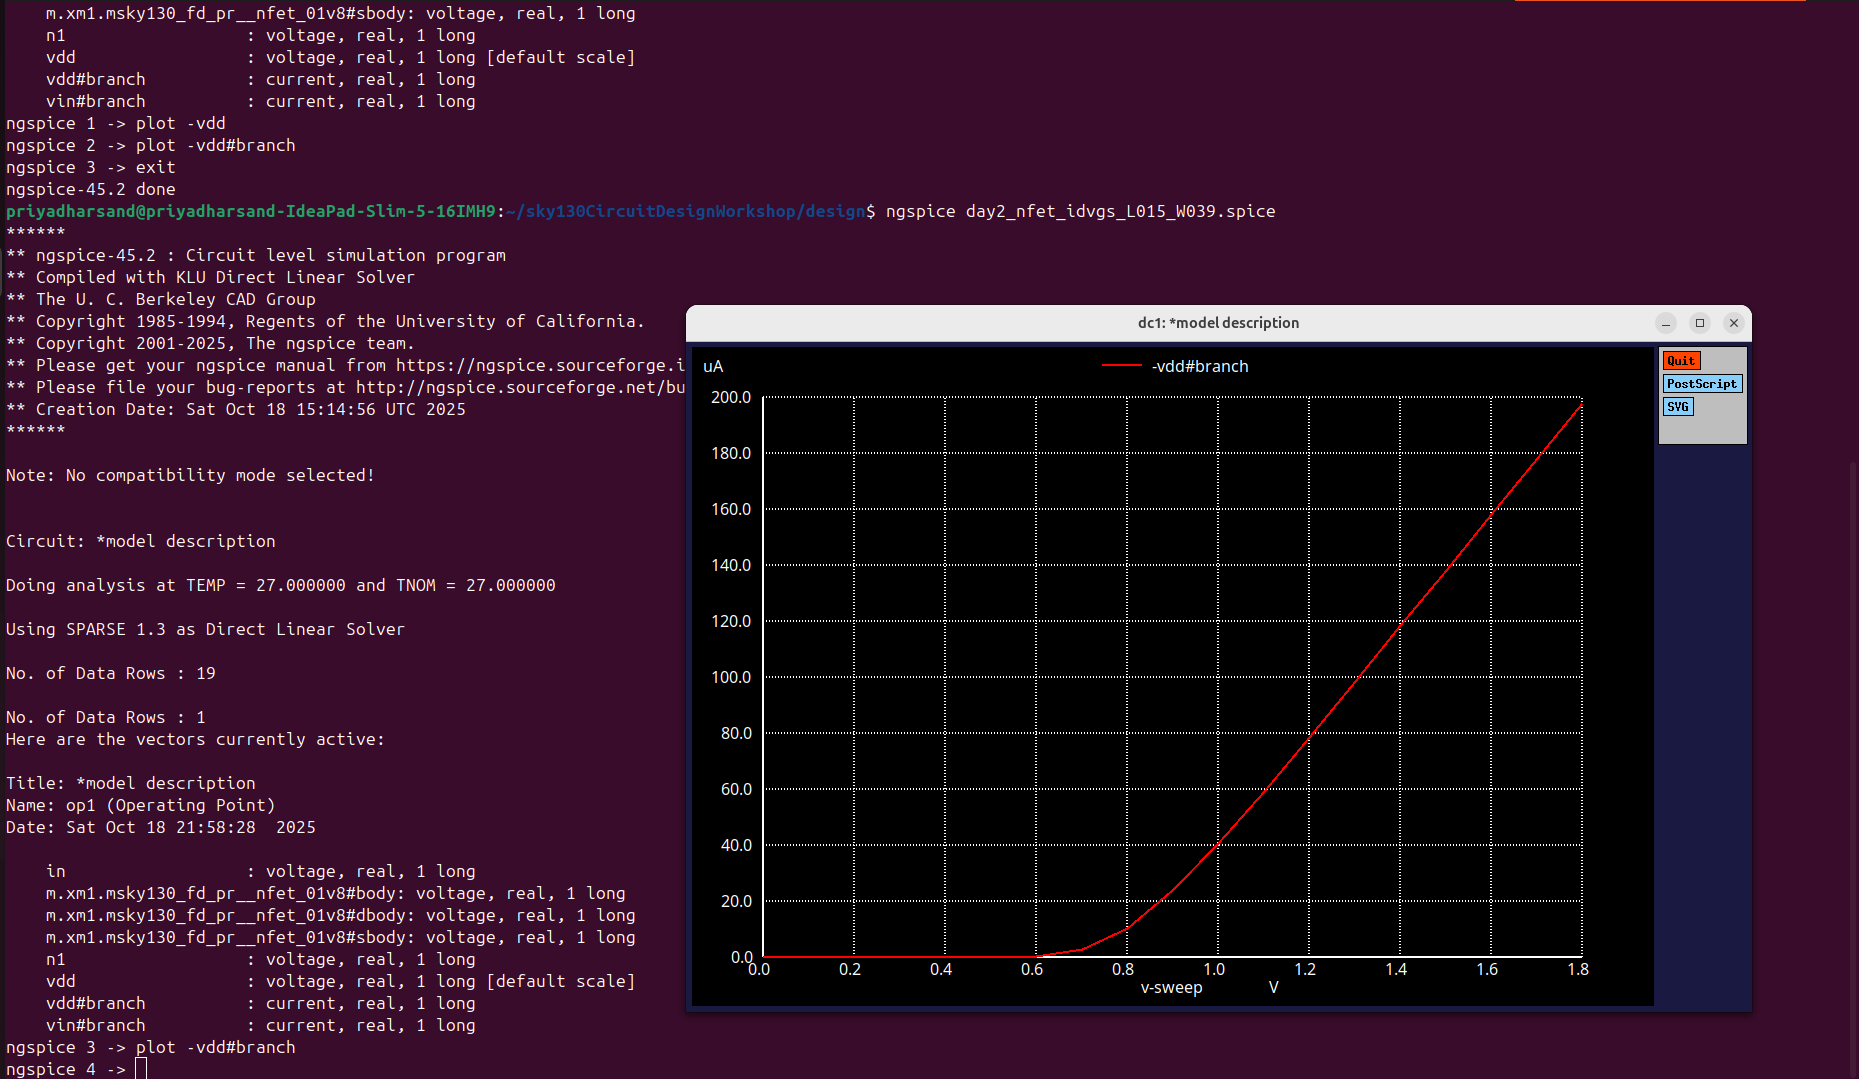 m.xm1.msky130_fd_pr__nfet_01v8#sbody: voltage, real, 1 long
n1 : voltage, real, 1 long
vdd : voltage, real, 1 long [default scale]
vdd#branch : current, real, 1 long
vin#branch : current, real, 1 long
ngspice 1 -> plot -vdd
ngspice 2 -> plot -vdd#branch
ngspice 3 -> exit
ngspice-45.2 done
priyadharsand@priyadharsand-IdeaPad-Slim-5-16IMH9:~/sky130CircuitDesignWorkshop/design$ ngspice day2_nfet_idvgs_L015_W039.spice
******
** ngspice-45.2 : Circuit level simulation program
** Compiled with KLU Direct Linear Solver
** The U. C. Berkeley CAD Group
** Copyright 1985-1994, Regents of the University of California.
** Copyright 2001-2025, The ngspice team.
** Please get your ngspice manual from https://ngspice.sourceforge.i
** Please file your bug-reports at http://ngspice.sourceforge.net/bu
** Creation Date: Sat Oct 18 15:14:56 UTC 2025
******
Note: No compatibility mode selected!
Circuit: *model description
Doing analysis at TEMP = 27.000000 and TNOM = 27.000000
Using SPARSE 1.3 as Direct Linear Solver
No. of Data Rows : 19
No. of Data Rows : 1
Here are the vectors currently active:
Title: *model description
Name: op1 (Operating Point)
Date: Sat Oct 18 21:58:28  2025
in : voltage, real, 1 long
m.xm1.msky130_fd_pr__nfet_01v8#body: voltage, real, 1 long
m.xm1.msky130_fd_pr__nfet_01v8#dbody: voltage, real, 1 long
m.xm1.msky130_fd_pr__nfet_01v8#sbody: voltage, real, 1 long
n1 : voltage, real, 1 long
vdd : voltage, real, 1 long [default scale]
vdd#branch : current, real, 1 long
vin#branch : current, real, 1 long
ngspice 3 -> plot -vdd#branch
ngspice 4 ->
dc1: *model description
uA
-vdd#branch
Quit
PostScript
SVG
200.0
180.0
160.0
140.0
120.0
100.0
80.0
60.0
40.0
20.0
0.0
0.0 0.2 0.4 0.6 0.8 1.0 1.2 1.4 1.6 1.8
v-sweep V